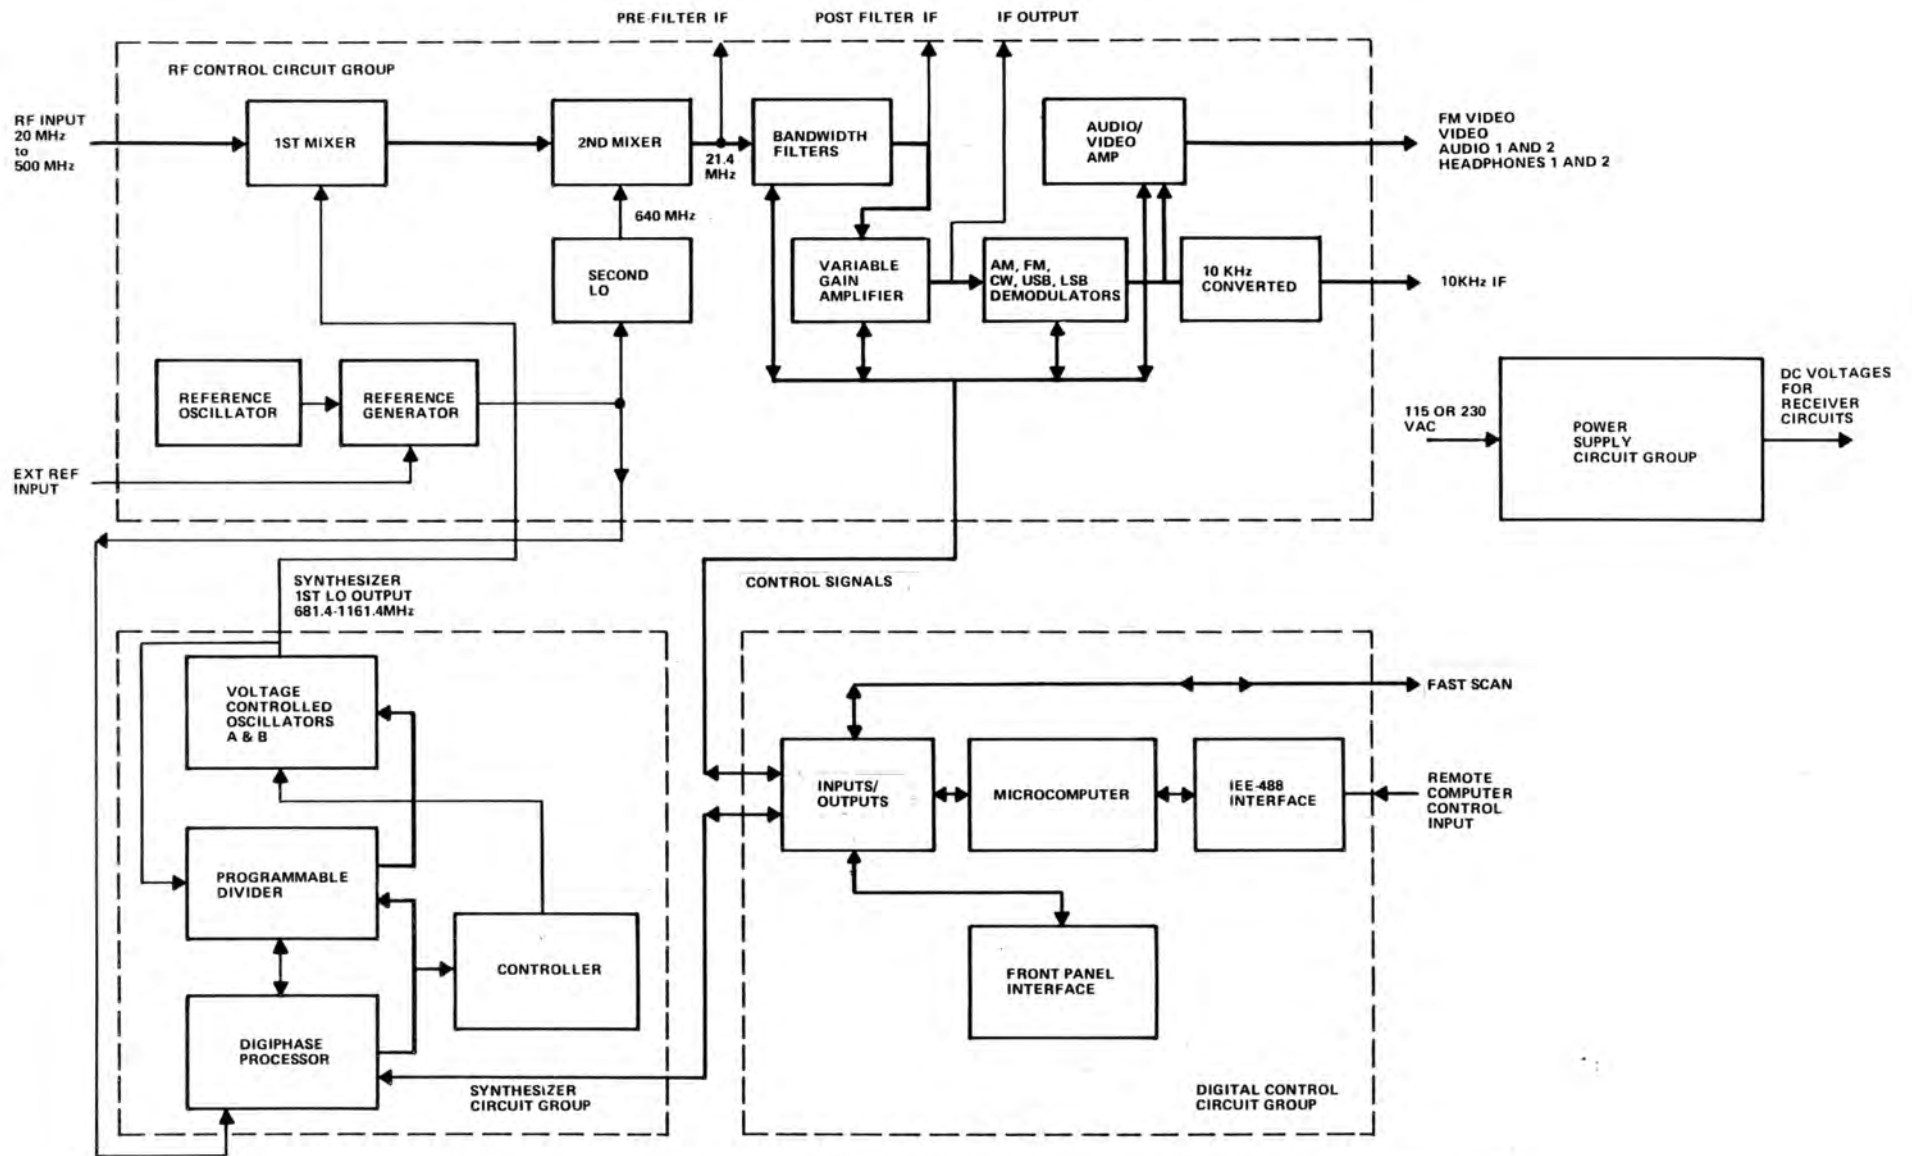 PRE-FILTER IF
POST FILTER IF
IF OUTPUT
RF CONTROL CIRCUIT GROUP
RF INPUT
20 MHz
to
500 MHz
1ST MIXER
2ND MIXER
21.4
MHz
BANDWIDTH
FILTERS
AUDIO/
VIDEO
AMP
FM VIDEO
VIDEO
AUDIO 1 AND 2
HEADPHONES 1 AND 2
640 MHz
SECOND
LO
VARIABLE
GAIN
AMPLIFIER
AM, FM,
CW, USB, LSB
DEMODULATORS
10 KHz
CONVERTED
10KHz IF
REFERENCE
OSCILLATOR
REFERENCE
GENERATOR
EXT REF
INPUT
115 OR 230
VAC
POWER
SUPPLY
CIRCUIT GROUP
DC VOLTAGES
FOR
RECEIVER
CIRCUITS
SYNTHESIZER
1ST LO OUTPUT
681.4-1161.4MHz
CONTROL SIGNALS
VOLTAGE
CONTROLLED
OSCILLATORS
A & B
PROGRAMMABLE
DIVIDER
CONTROLLER
DIGIPHASE
PROCESSOR
SYNTHESIZER
CIRCUIT GROUP
FAST SCAN
INPUTS/
OUTPUTS
MICROCOMPUTER
IEE-488
INTERFACE
REMOTE
COMPUTER
CONTROL
INPUT
FRONT PANEL
INTERFACE
DIGITAL CONTROL
CIRCUIT GROUP